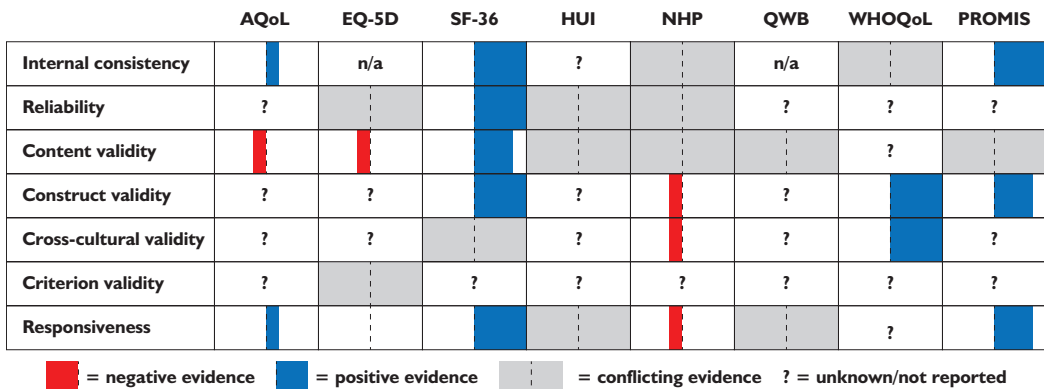 AQoL EQ-5D SF-36 HUI NHP QWB WHOQoL PROMIS
Internal consistency n/a ? n/a
Reliability ? ? ? ?
Content validity ?
Construct validity ? ? ? ?
Cross-cultural validity ? ? ? ? ?
Criterion validity ? ? ? ? ? ? ?
Responsiveness ?
= negative evidence = positive evidence = conflicting evidence ? = unknown/not reported